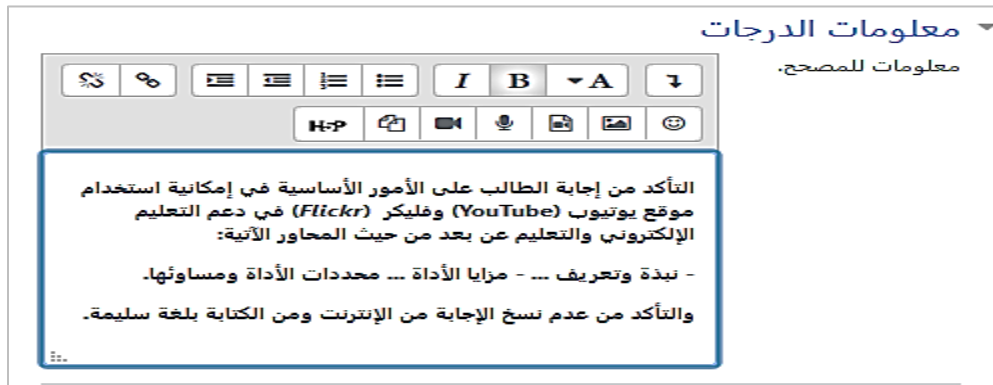 معلومات الدرجات
معلومات للمصحح.
A B I
H-P
التأكد من إجابة الطالب على الأمور الأساسية في إمكانية استخدام
موقع يوتيوب (YouTube) وفليكر (Flickr) في دعم التعليم
الإلكتروني والتعليم عن بعد من حيث المحاور الآتية:
- نبذة وتعريف ... - مزايا الأداة ... محددات الأداة ومساوئها.
والتأكد من عدم نسخ الإجابة من الإنترنت ومن الكتابة بلغة سليمة.